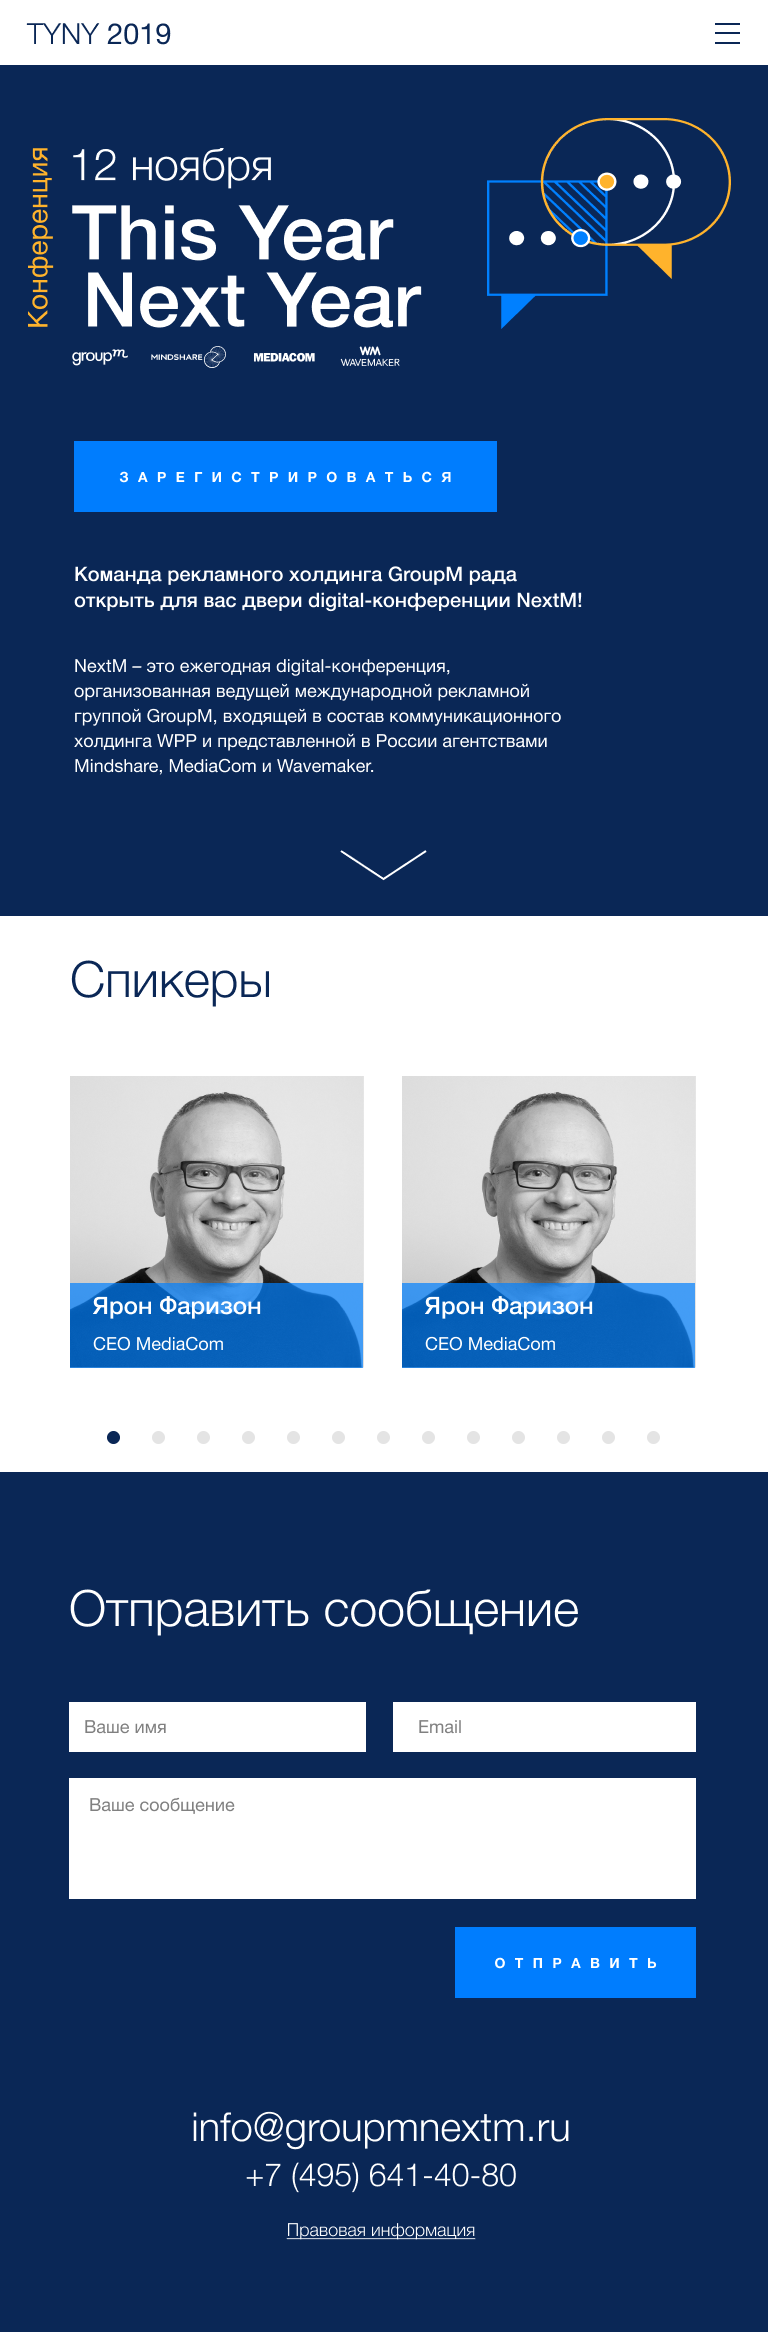 TYNY 2019
Конференция
12 ноября
This Year
Next Year
groupm MINDSHARE MEDIACOM WM WAVEMAKER
ЗАРЕГИСТРИРОВАТЬСЯ
Команда рекламного холдинга GroupM рада
открыть для вас двери digital-конференции NextM!
NextM – это ежегодная digital-конференция,
организованная ведущей международной рекламной
группой GroupM, входящей в состав коммуникационного
холдинга WPP и представленной в России агентствами
Mindshare, MediaCom и Wavemaker.
Спикеры
Ярон Фаризон
CEO MediaCom
Ярон Фаризон
CEO MediaCom
Отправить сообщение
Ваше имя
Email
Ваше сообщение
ОТПРАВИТЬ
info@groupmnextm.ru
+7 (495) 641-40-80
Правовая информация